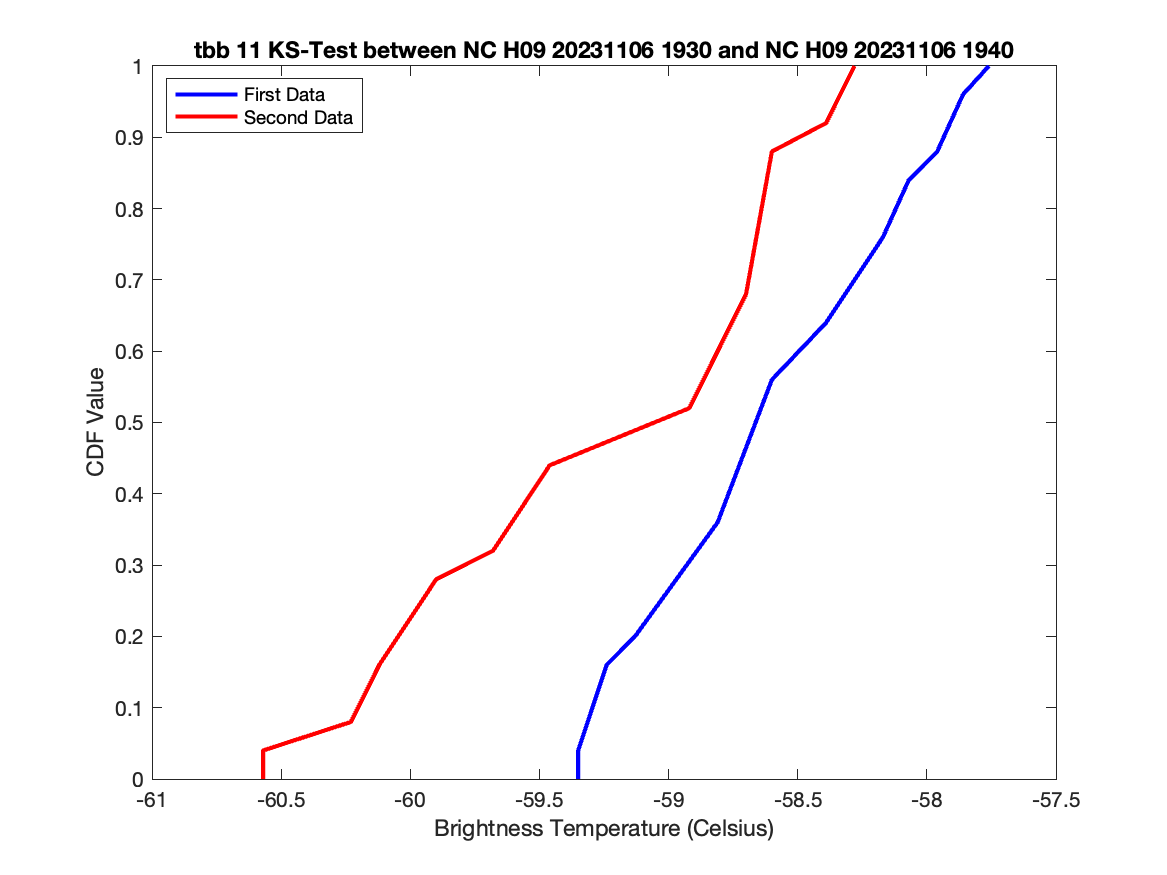 tbb 11 KS-Test between NC H09 20231106 1930 and NC H09 20231106 1940
First Data
Second Data
1
0.9
0.8
0.7
0.6
0.5
0.4
0.3
0.2
0.1
0
CDF Value
-61 -60.5 -60 -59.5 -59 -58.5 -58 -57.5
Brightness Temperature (Celsius)